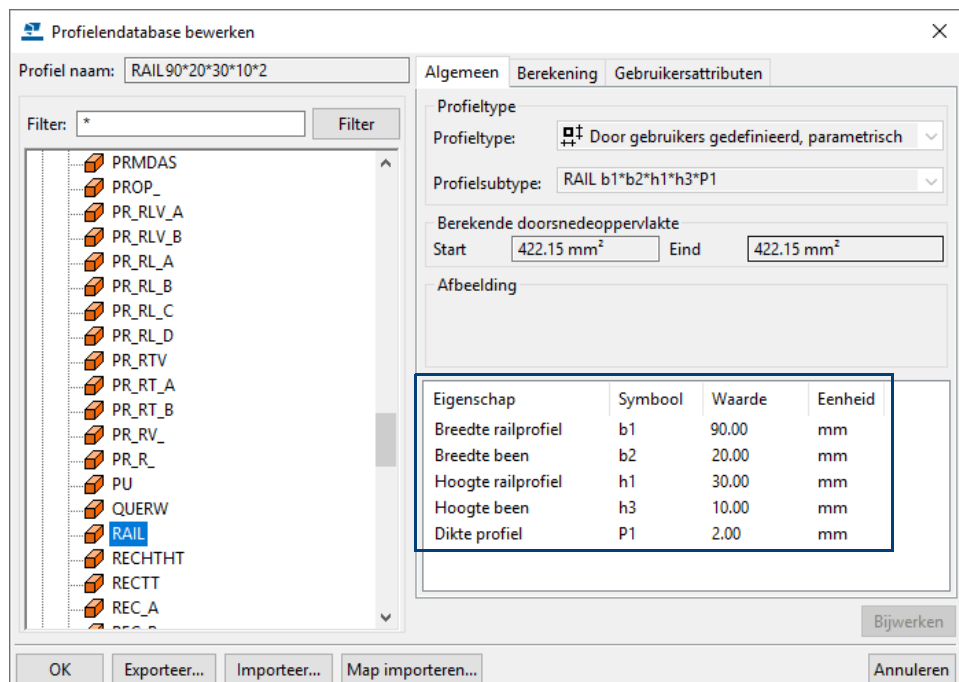 Profielendatabase bewerken
Profiel naam: RAIL90*20*30*10*2
Filter: * Filter
PRMDAS
PROP_
PR_RLV_A
PR_RLV_B
PR_RL_A
PR_RL_B
PR_RL_C
PR_RL_D
PR_RTV
PR_RT_A
PR_RT_B
PR_RV_
PR_R_
PU
QUERW
RAIL
RECHTHT
RECTT
REC_A
Algemeen Berekening Gebruikersattributen
Profieltype
Profieltype: Door gebruikers gedefinieerd, parametrisch
Profielsubtype: RAIL b1*b2*h1*h3*P1
Berekende doorsnedeoppervlakte
Start 422.15 mm² Eind 422.15 mm²
Afbeelding
Eigenschap Symbool Waarde Eenheid
Breedte railprofiel b1 90.00 mm
Breedte been b2 20.00 mm
Hoogte railprofiel h1 30.00 mm
Hoogte been h3 10.00 mm
Dikte profiel P1 2.00 mm
Bijwerken
OK Exporteer... Importeer... Map importeren... Annuleren